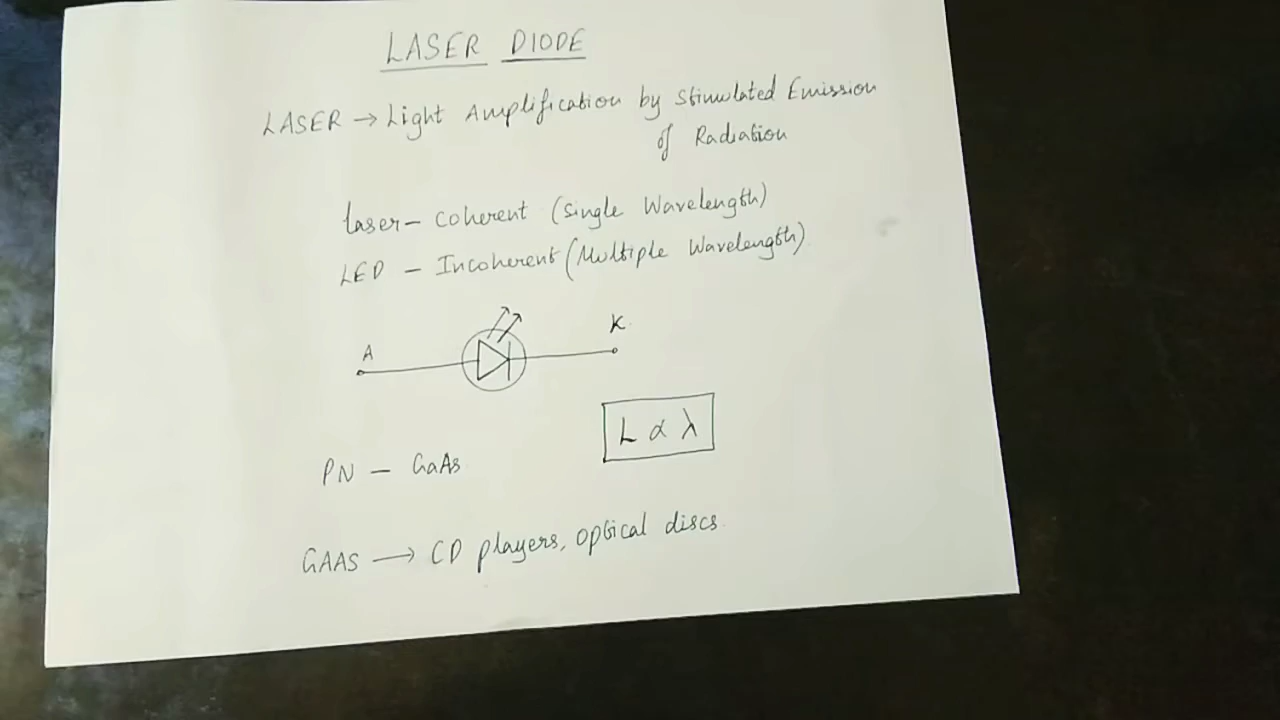 LASER DIODE
LASER → Light Amplification by Stimulated Emission
of Radiation
laser – Coherent (Single Wavelength)
LED – Incoherent (Multiple Wavelength)
A
K
L ∝ λ
PN – GaAs
GAAS → CD players, optical discs